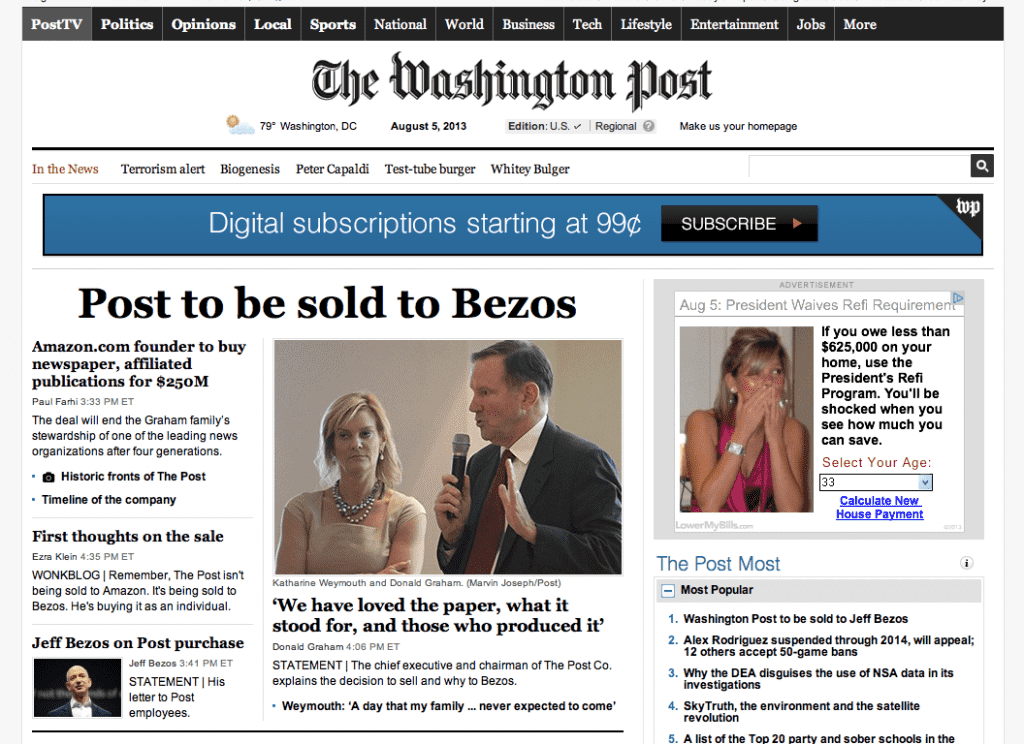 PostTV Politics Opinions Local Sports National World Business Tech Lifestyle Entertainment Jobs More
The Washington Post
79° Washington, DC August 5, 2013 Edition: U.S. Regional ? Make us your homepage
In the News Terrorism alert Biogenesis Peter Capaldi Test-tube burger Whitey Bulger
Digital subscriptions starting at 99¢ SUBSCRIBE
wp
Post to be sold to Bezos
Amazon.com founder to buy
newspaper, affiliated
publications for $250M
Paul Farhi 3:33 PM ET
The deal will end the Graham family's
stewardship of one of the leading news
organizations after four generations.
Historic fronts of The Post
Timeline of the company
First thoughts on the sale
Ezra Klein 4:35 PM ET
WONKBLOG | Remember, The Post isn't
being sold to Amazon. It's being sold to
Bezos. He's buying it as an individual.
Jeff Bezos on Post purchase
Jeff Bezos 3:41 PM ET
STATEMENT | His
letter to Post
employees.
Katharine Weymouth and Donald Graham. (Marvin Joseph/Post)
‘We have loved the paper, what it
stood for, and those who produced it’
Donald Graham 4:06 PM ET
STATEMENT | The chief executive and chairman of The Post Co.
explains the decision to sell and why to Bezos.
Weymouth: ‘A day that my family ... never expected to come’
ADVERTISEMENT
Aug 5: President Waives Refi Requirement
If you owe less than
$625,000 on your
home, use the
President's Refi
Program. You'll be
shocked when you
see how much you
can save.
Select Your Age:
33
Calculate New
House Payment
LowerMyBills.com
©2013
The Post Most
Most Popular
1. Washington Post to be sold to Jeff Bezos
2. Alex Rodriguez suspended through 2014, will appeal;
12 others accept 50-game bans
3. Why the DEA disguises the use of NSA data in its
investigations
4. SkyTruth, the environment and the satellite
revolution
5. A list of the Top 20 party and sober schools in the